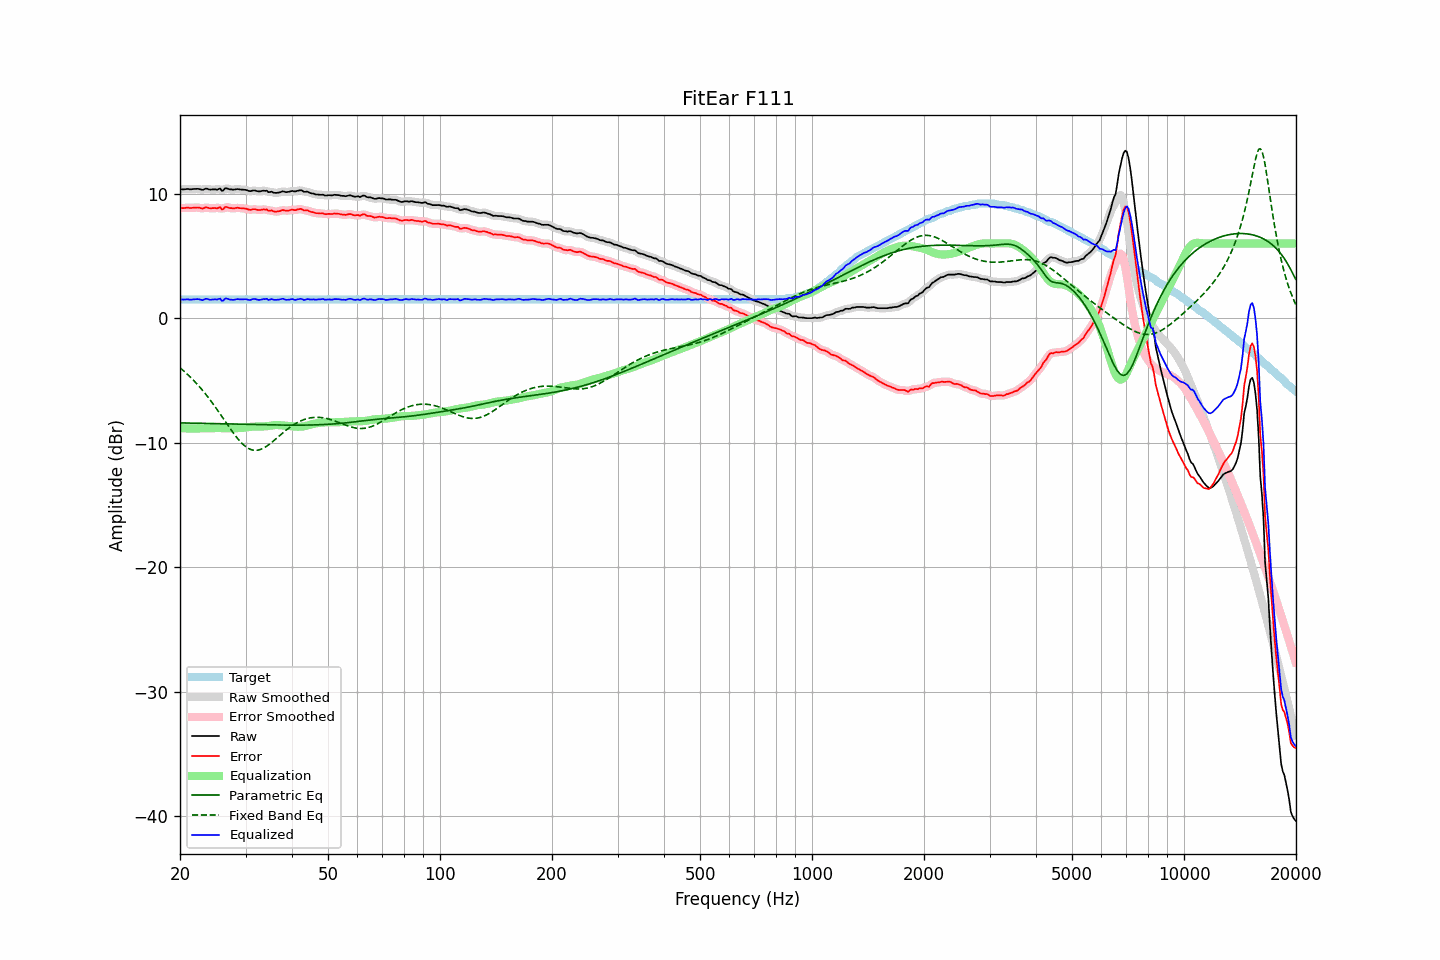 FitEar F111
Amplitude (dBr)
10
0
−10
−20
−30
−40
Target
Raw Smoothed
Error Smoothed
Raw
Error
Equalization
Parametric Eq
Fixed Band Eq
Equalized
20 50 100 200 500 1000 2000 5000 10000 20000
Frequency (Hz)